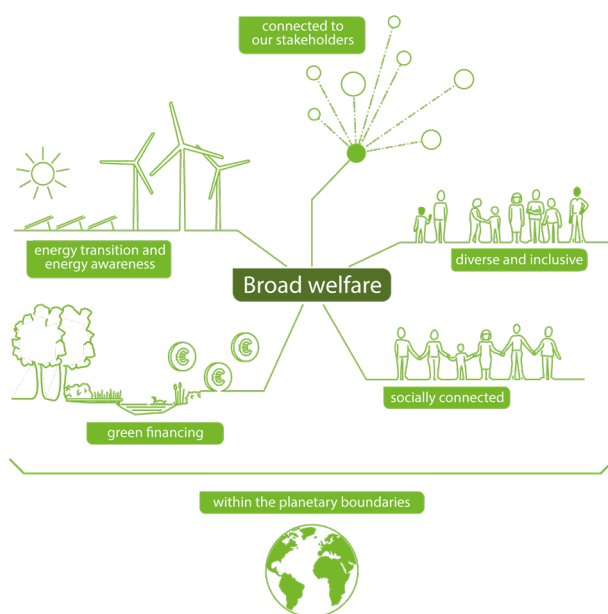 connected to
our stakeholders
energy transition and
energy awareness
diverse and inclusive
Broad welfare
€
€
€
green financing
socially connected
within the planetary boundaries